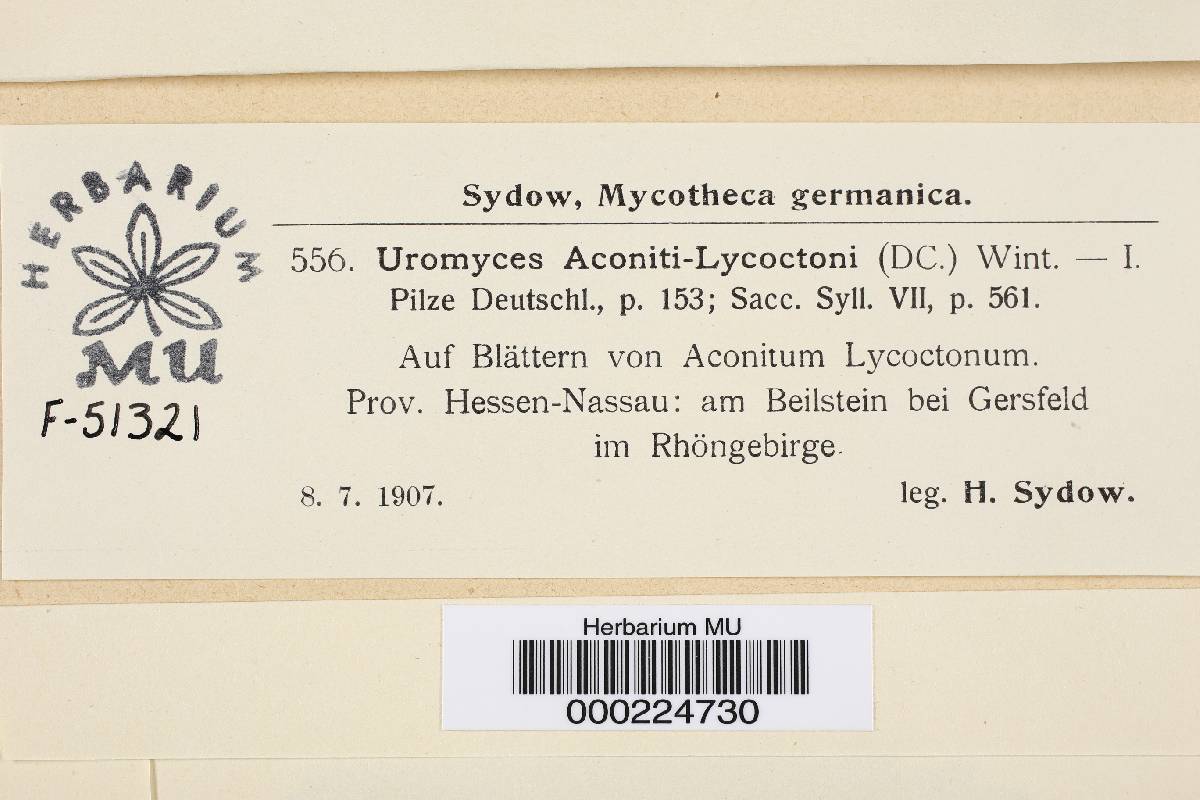 HERBARIUM
MU
F-51321
Sydow, Mycotheca germanica.
556. Uromyces Aconiti-Lycoctoni (DC.) Wint. — I.
Pilze Deutschl., p. 153; Sacc. Syll. VII, p. 561.
Auf Blättern von Aconitum Lycoctonum.
Prov. Hessen-Nassau: am Beilstein bei Gersfeld
im Rhöngebirge.
8. 7. 1907. leg. H. Sydow.
Herbarium MU
000224730